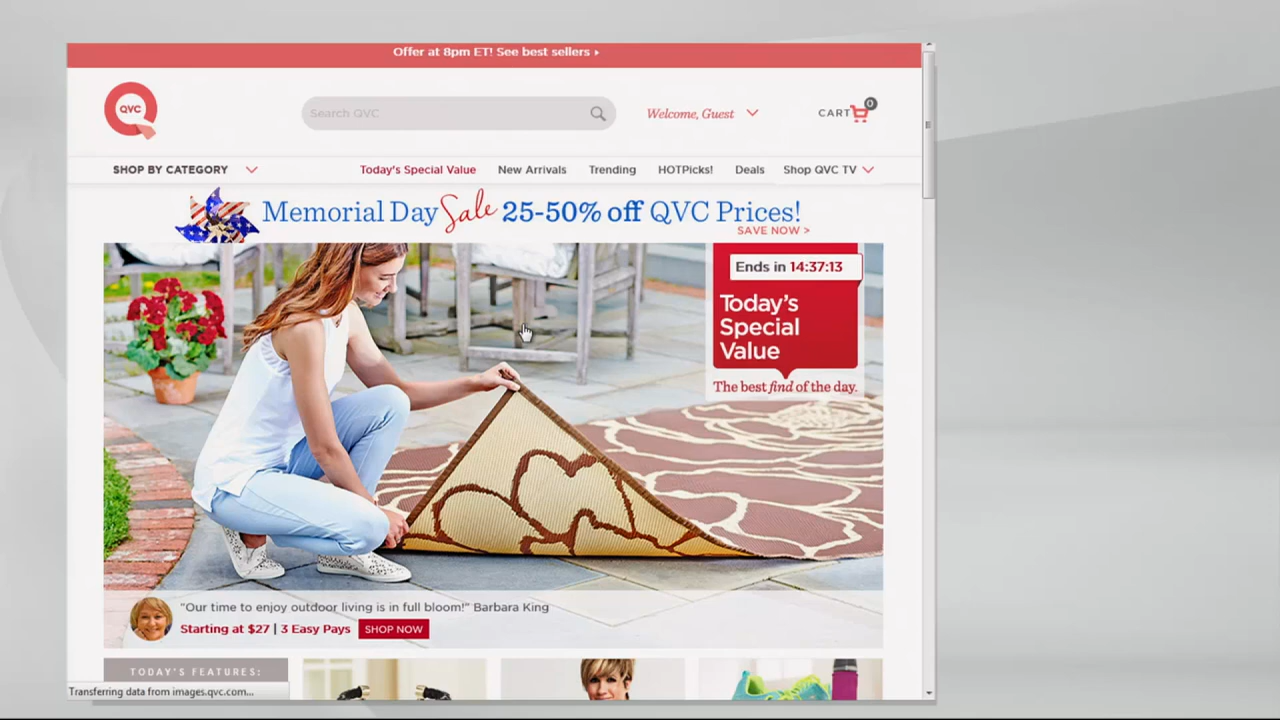 Offer at 8pm ET! See best sellers ▸
QVC
Search QVC
Welcome, Guest
CART
0
SHOP BY CATEGORY
Today's Special Value
New Arrivals
Trending
HOTPicks!
Deals
Shop QVC TV
Memorial Day Sale 25-50% off QVC Prices!
SAVE NOW >
Ends in 14:37:13
Today's
Special
Value
The best find of the day.
"Our time to enjoy outdoor living is in full bloom!" Barbara King
Starting at $27 | 3 Easy Pays SHOP NOW
TODAY'S FEATURES:
Transferring data from images.qvc.com...